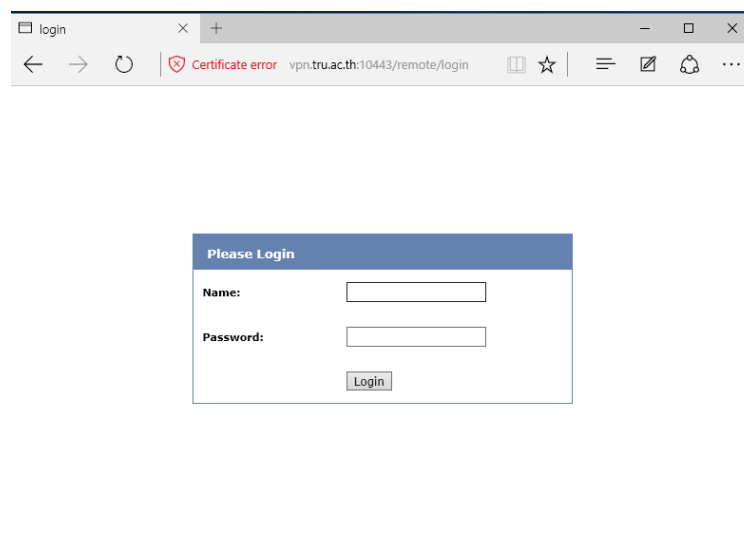 login
Certificate error vpn.tru.ac.th:10443/remote/login
Please Login
Name:
Password:
Login